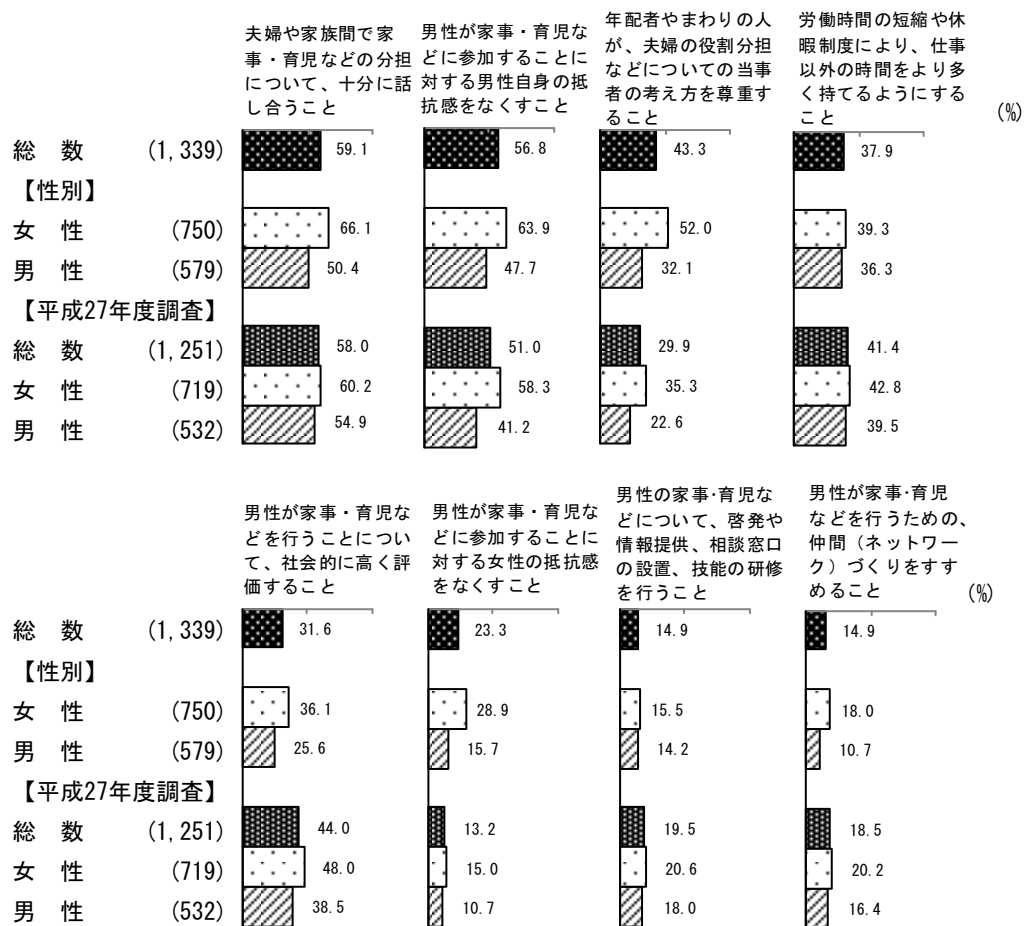 夫婦や家族間で家
事・育児などの分担
について、十分に話
し合うこと
男性が家事・育児な
どに参加することに
対する男性自身の抵
抗感をなくすこと
年配者やまわりの人
が、夫婦の役割分担
などについての当事
者の考え方を尊重す
ること
労働時間の短縮や休
暇制度により、仕事
以外の時間をより多
く持てるようにする
こと
(%)
総 数 (1,339) 59.1 56.8 43.3 37.9
【性別】
女 性 (750) 66.1 63.9 52.0 39.3
男 性 (579) 50.4 47.7 32.1 36.3
【平成27年度調査】
総 数 (1,251) 58.0 51.0 29.9 41.4
女 性 (719) 60.2 58.3 35.3 42.8
男 性 (532) 54.9 41.2 22.6 39.5
男性が家事・育児な
どを行うことについ
て、社会的に高く評
価すること
男性が家事・育児な
どに参加することに
対する女性の抵抗感
をなくすこと
男性の家事・育児な
どについて、啓発や
情報提供、相談窓口
の設置、技能の研修
を行うこと
男性が家事・育児
などを行うための、
仲間（ネットワー
ク）づくりをすす
めること
(%)
総 数 (1,339) 31.6 23.3 14.9 14.9
【性別】
女 性 (750) 36.1 28.9 15.5 18.0
男 性 (579) 25.6 15.7 14.2 10.7
【平成27年度調査】
総 数 (1,251) 44.0 13.2 19.5 18.5
女 性 (719) 48.0 15.0 20.6 20.2
男 性 (532) 38.5 10.7 18.0 16.4